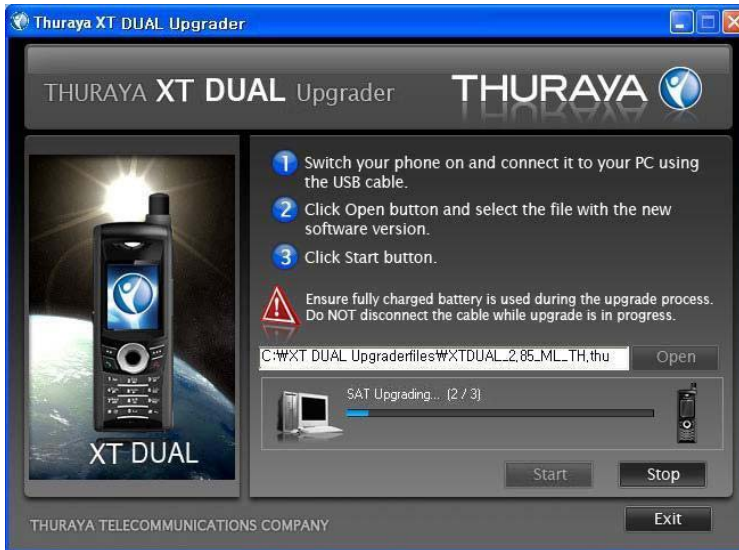 Thuraya XT DUAL Upgrader
THURAYA XT DUAL Upgrader
THURAYA
1 Switch your phone on and connect it to your PC using
the USB cable.
2 Click Open button and select the file with the new
software version.
3 Click Start button.
Ensure fully charged battery is used during the upgrade process.
Do NOT disconnect the cable while upgrade is in progress.
C:₩XT DUAL Upgraderfiles₩XTDUAL_2,85_ML_TH,thu
Open
SAT Upgrading... (2 / 3)
XT DUAL
Start
Stop
THURAYA TELECOMMUNICATIONS COMPANY
Exit